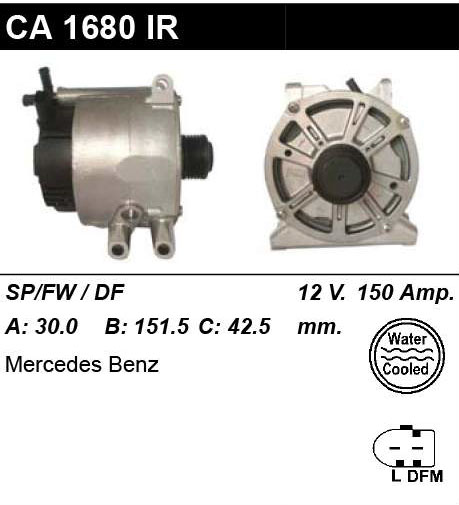 CA 1680 IR
SP/FW / DF 12 V. 150 Amp.
A: 30.0 B: 151.5 C: 42.5 mm.
Mercedes Benz
Water
Cooled
L DFM